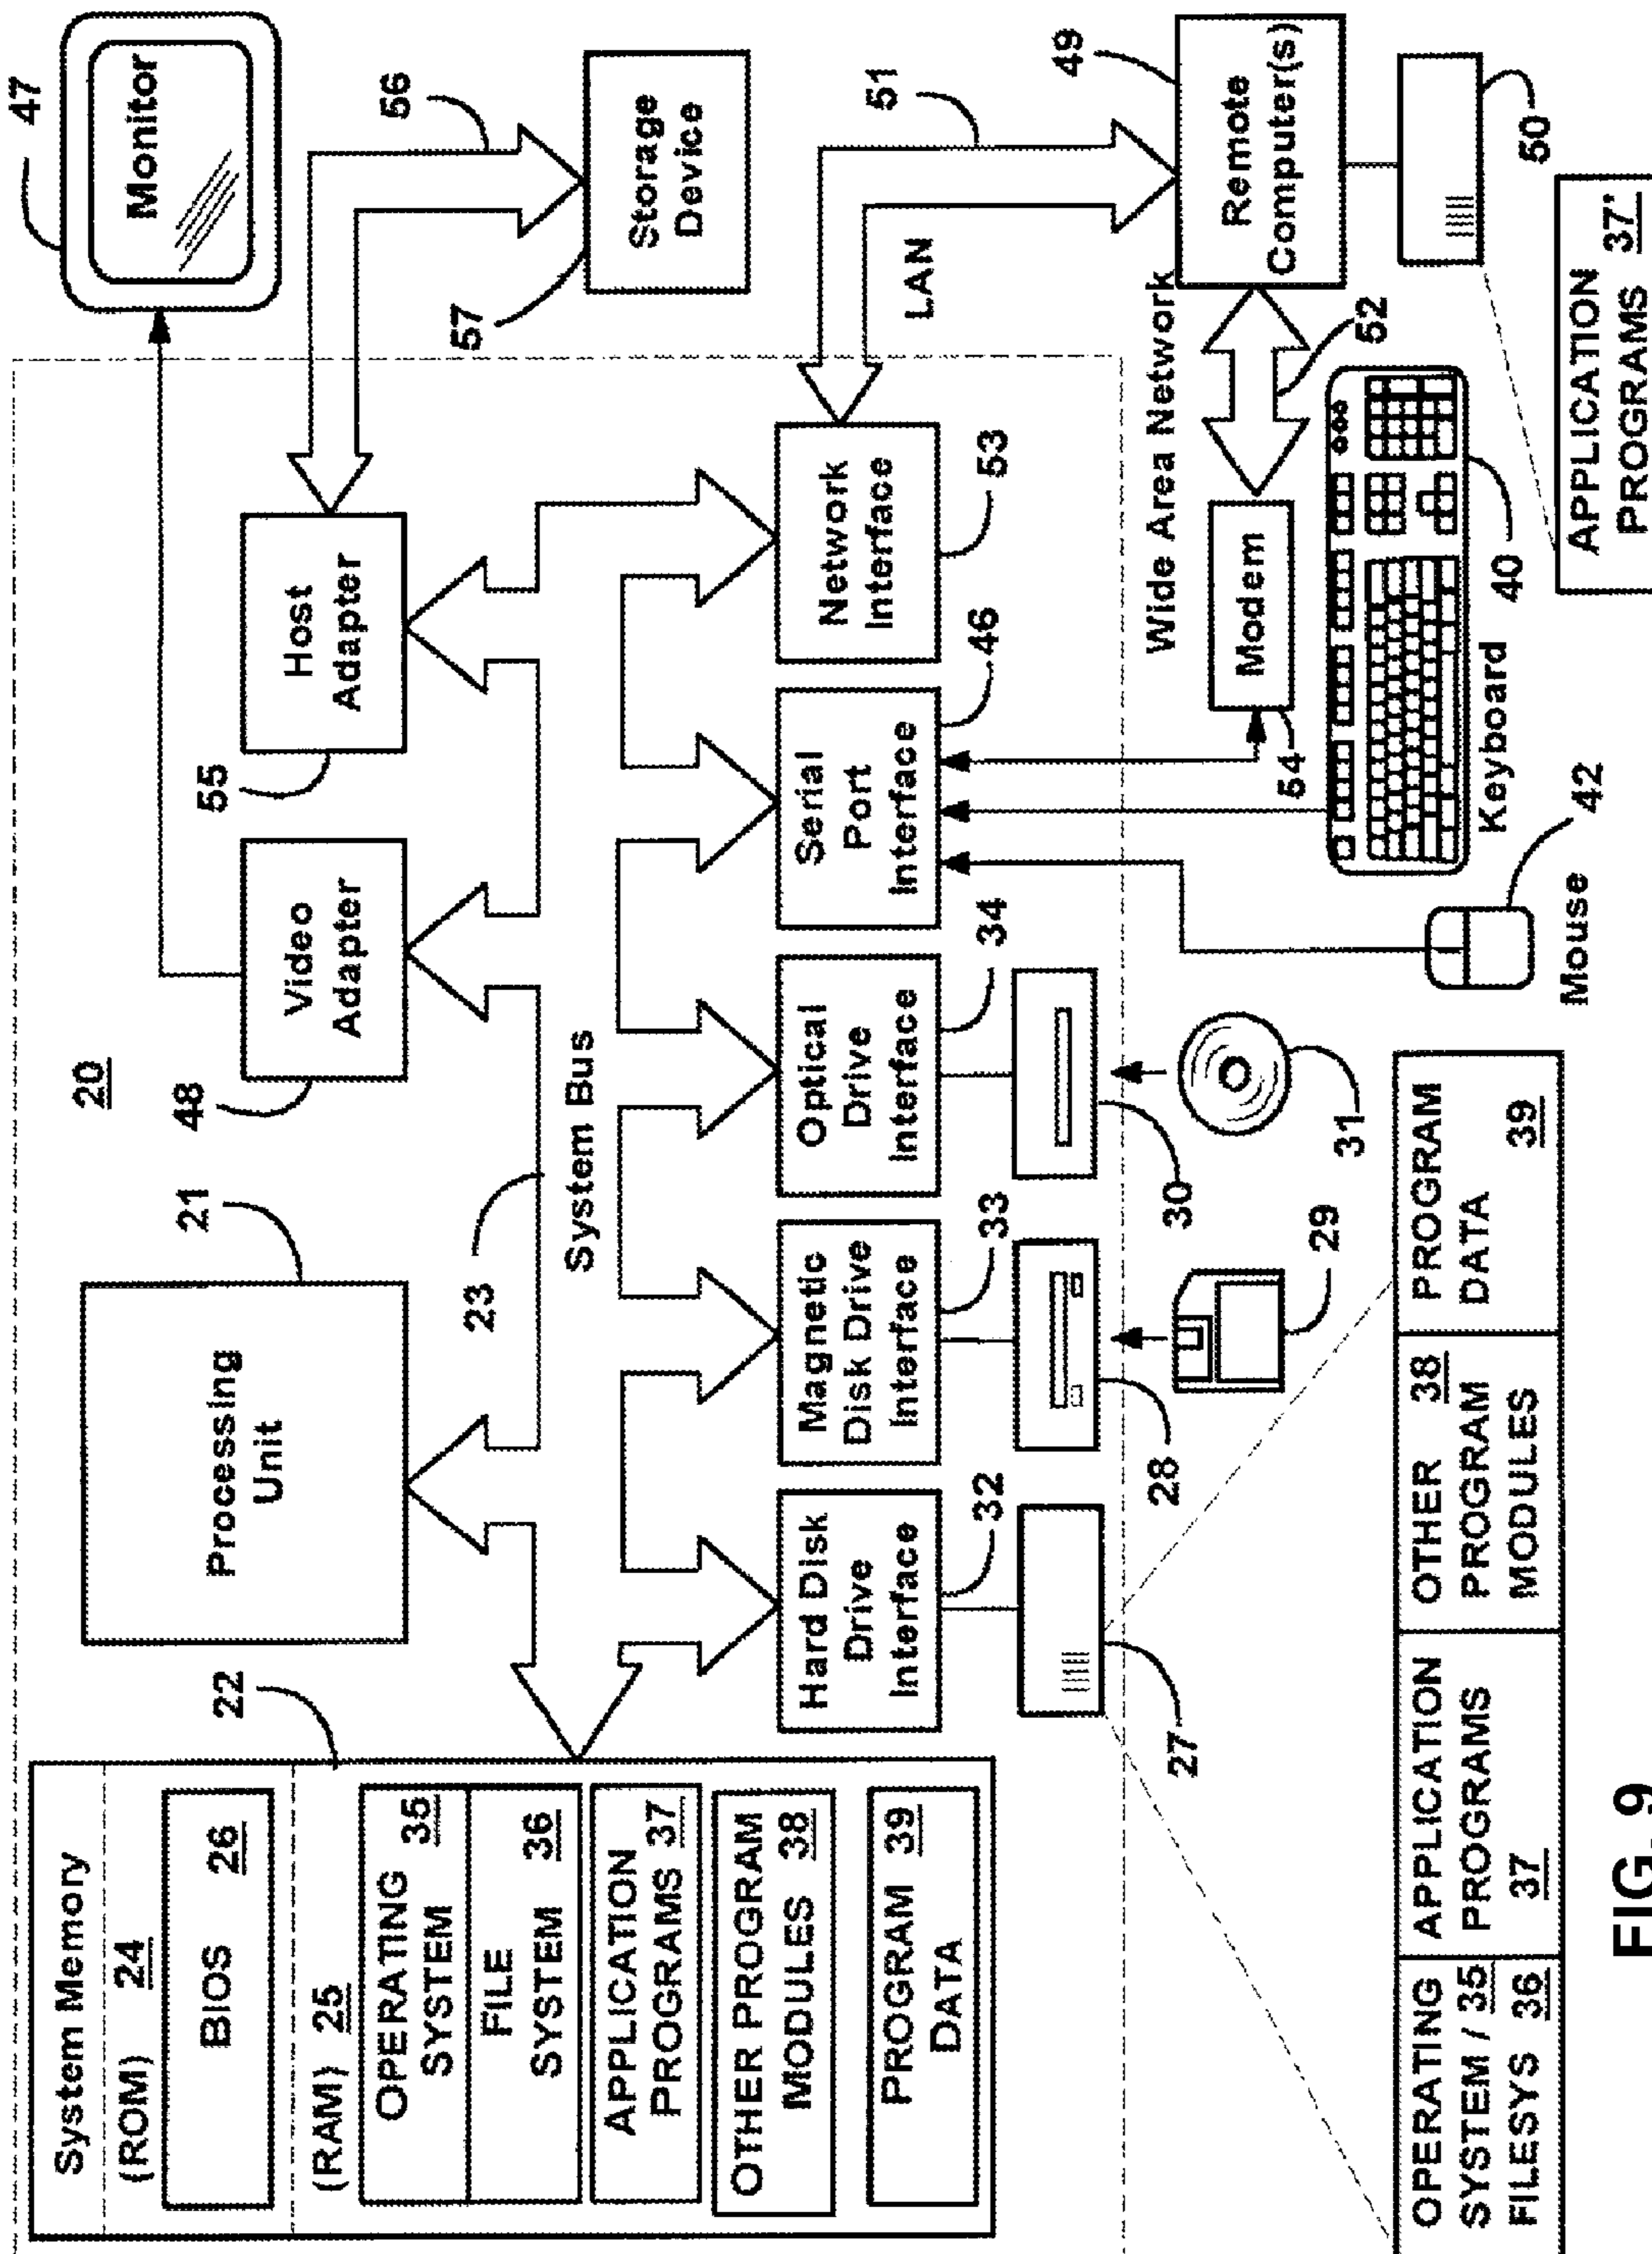 System Memory
(ROM) 24
BIOS 26
(RAM) 25
OPERATING
SYSTEM 35
FILE
SYSTEM 36
APPLICATION
PROGRAMS 37
OTHER PROGRAM
MODULES 38
PROGRAM 39
DATA
22
Processing
Unit
21
20
23
System Bus
Video
Adapter
48
Host
Adapter
55
47
Monitor
56
57
Storage
Device
Hard Disk
Drive
Interface
32
Magnetic
Disk Drive
Interface
33
Optical
Drive
Interface
34
Serial
Port
Interface
46
Network
Interface
53
LAN
51
27
28
29
30
31
Wide Area Network
Modem
54
52
49
Remote
Computer(s)
50
40
Keyboard
Mouse
42
OPERATING
SYSTEM / 35
FILESYS 36
APPLICATION
PROGRAMS
37
OTHER 38
PROGRAM
MODULES
PROGRAM
DATA
39
APPLICATION
PROGRAMS 37'
FIG. 9